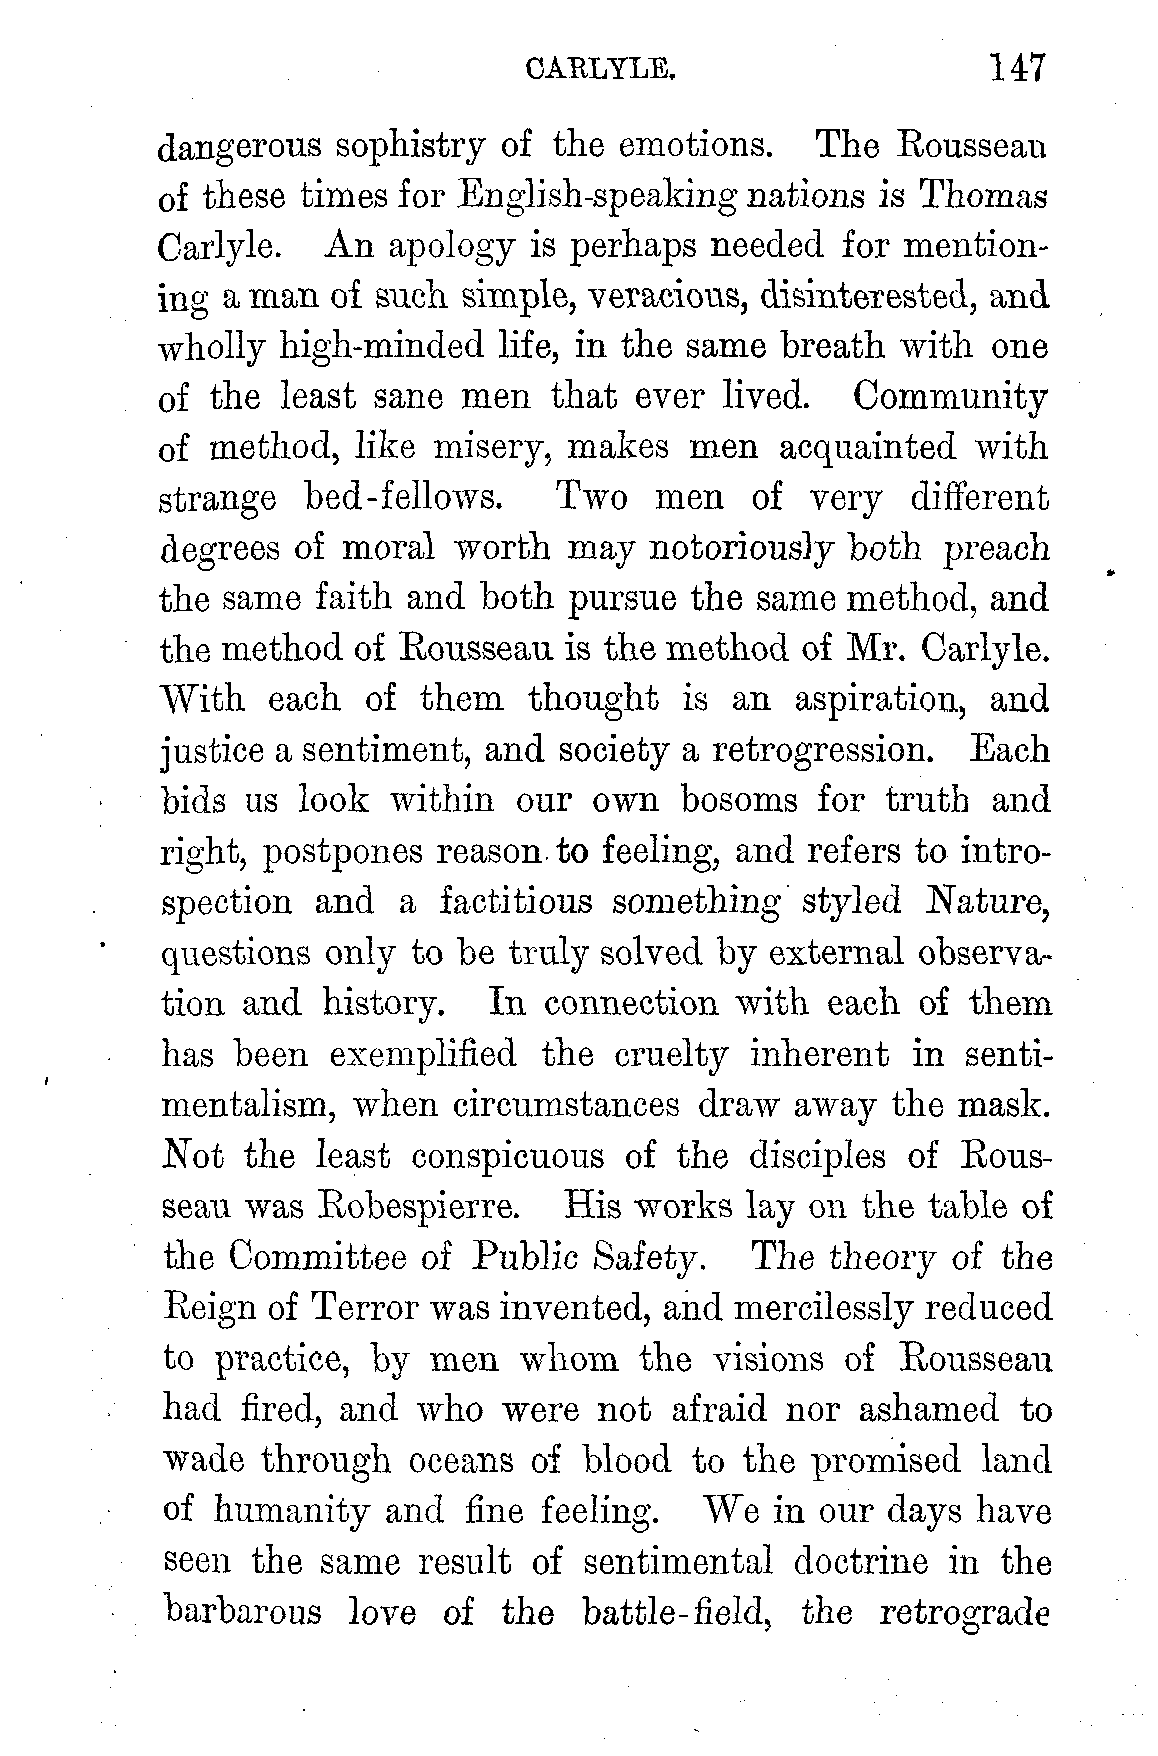 CARLYLE. 147
dangerous sophistry of the emotions. The Rousseau
of these times for English-speaking nations is Thomas
Carlyle. An apology is perhaps needed for mention-
ing a man of such simple, veracious, disinterested, and
wholly high-minded life, in the same breath with one
of the least sane men that ever lived. Community
of method, like misery, makes men acquainted with
strange bed-fellows. Two men of very different
degrees of moral worth may notoriously both preach
the same faith and both pursue the same method, and
the method of Rousseau is the method of Mr. Carlyle.
With each of them thought is an aspiration, and
justice a sentiment, and society a retrogression. Each
bids us look within our own bosoms for truth and
right, postpones reason to feeling, and refers to intro-
spection and a factitious something styled Nature,
questions only to be truly solved by external observa-
tion and history. In connection with each of them
has been exemplified the cruelty inherent in senti-
mentalism, when circumstances draw away the mask.
Not the least conspicuous of the disciples of Rous-
seau was Robespierre. His works lay on the table of
the Committee of Public Safety. The theory of the
Reign of Terror was invented, and mercilessly reduced
to practice, by men whom the visions of Rousseau
had fired, and who were not afraid nor ashamed to
wade through oceans of blood to the promised land
of humanity and fine feeling. We in our days have
seen the same result of sentimental doctrine in the
barbarous love of the battle-field, the retrograde